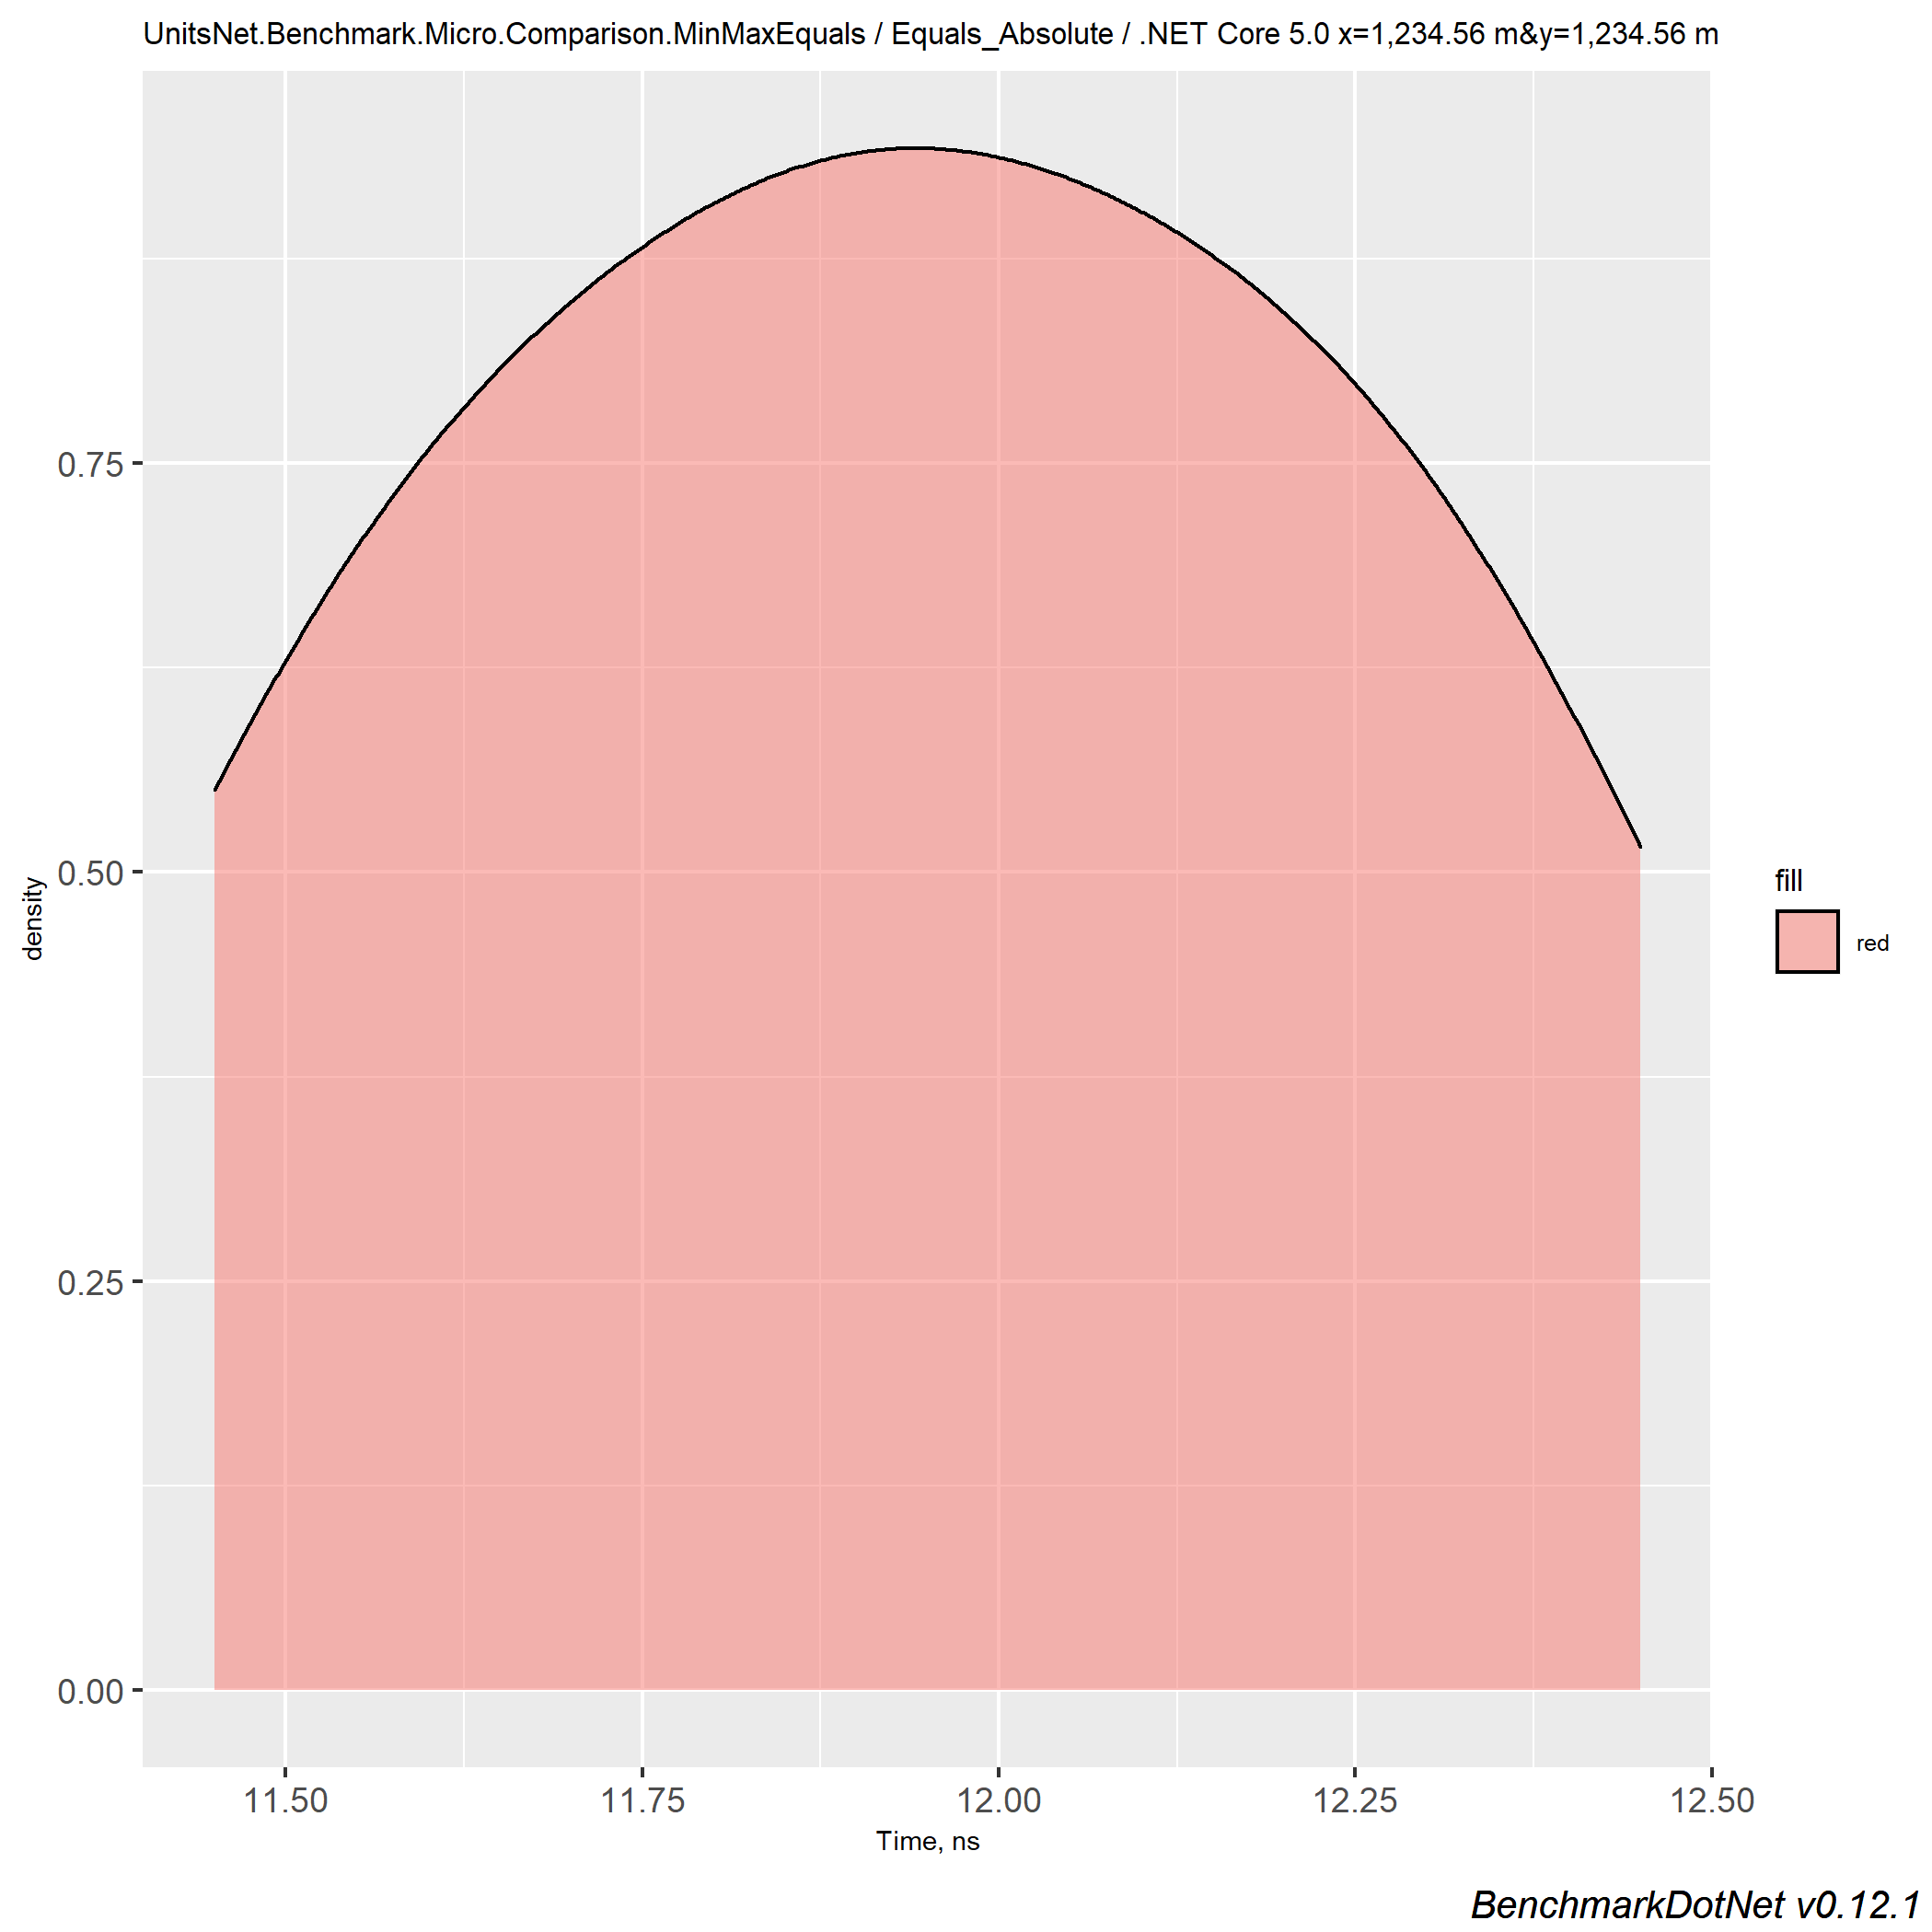 UnitsNet.Benchmark.Micro.Comparison.MinMaxEquals / Equals_Absolute / .NET Core 5.0 x=1,234.56 m&y=1,234.56 m
0.75
0.50
0.25
0.00
density
11.50 11.75 12.00 12.25 12.50
Time, ns
fill
red
BenchmarkDotNet v0.12.1